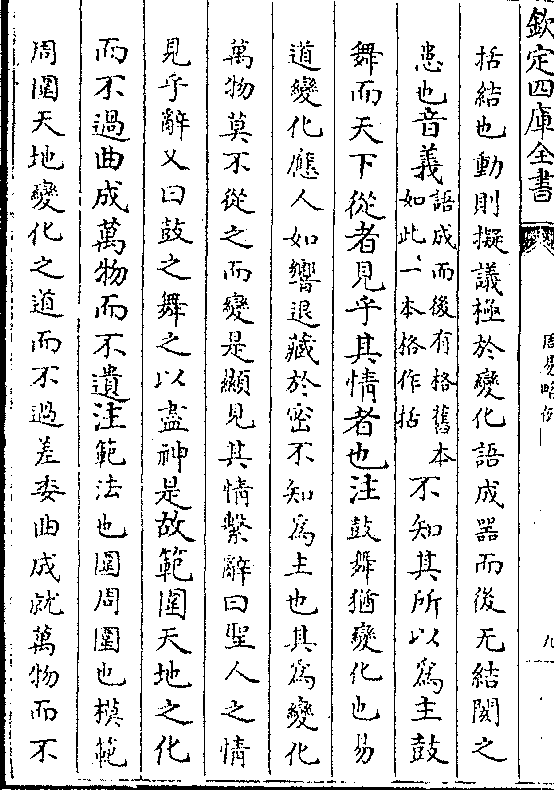 欽定四庫全書
周易略例
九
括結也動則擬議極於變化語成器而後无結閡之
患也音義語成而後有格舊本如此一本格作括不知其所以為主鼓
舞而天下從者見乎其情者也注鼓舞猶變化也易
道變化應人如響退藏於密不知為主也其為變化
萬物莫不從之而變是顯見其情繫辭曰聖人之情
見乎辭又曰鼓之舞之以盡神是故範圍天地之化
而不過曲成萬物而不遺注範法也圍周圍也模範
周圍天地變化之道而不過差委曲成就萬物而不